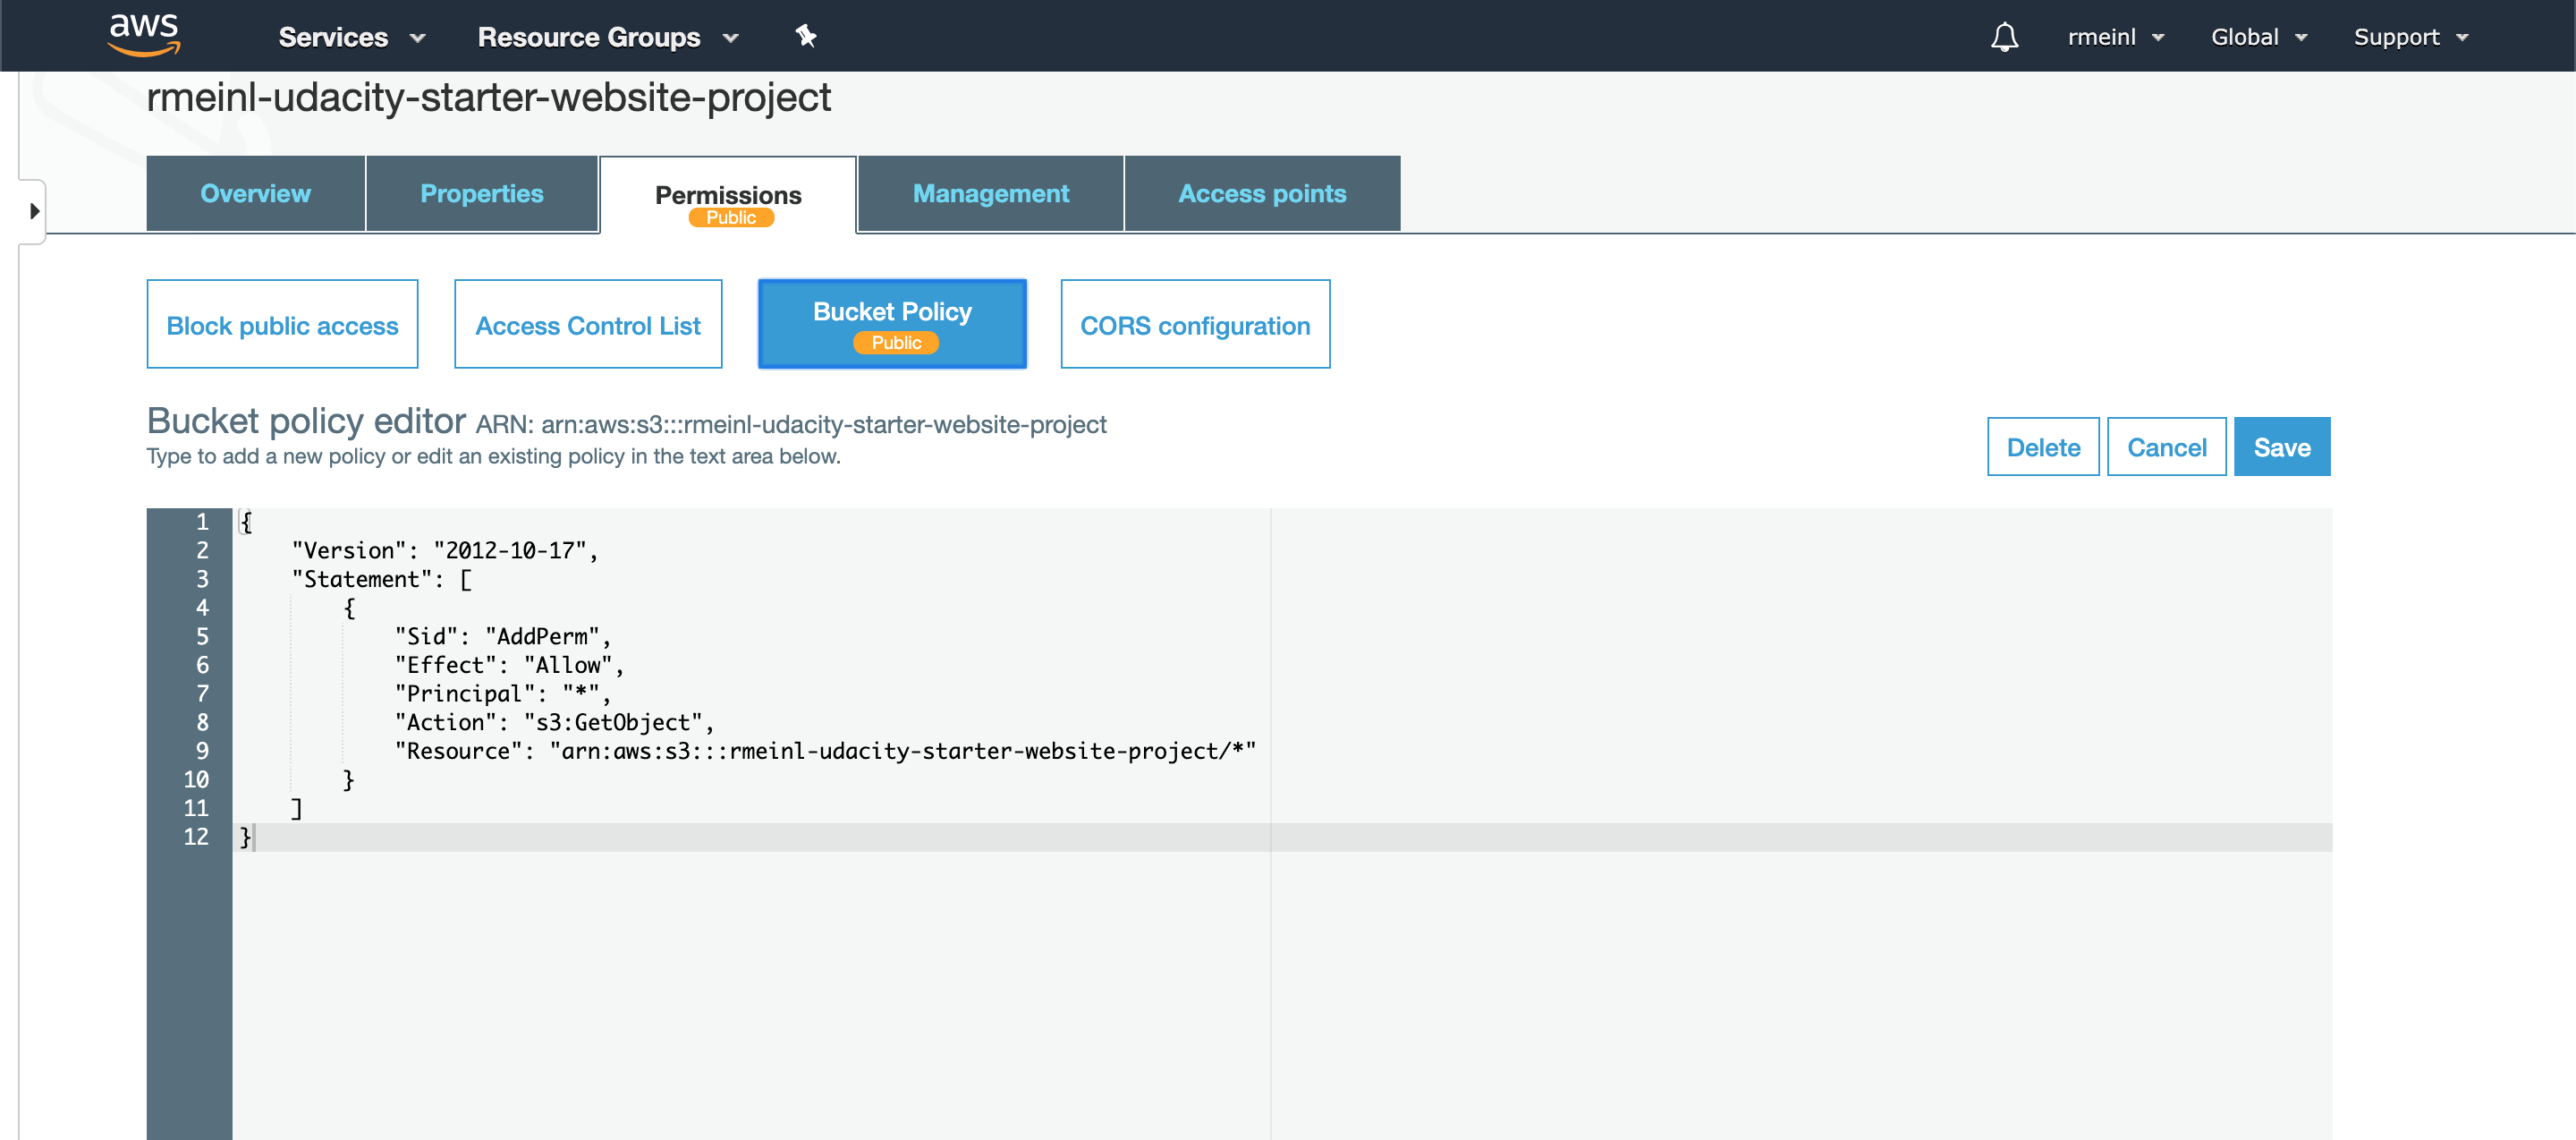 aws Services Resource Groups rmeinl Global Support
rmeinl-udacity-starter-website-project
Overview Properties Permissions Management Access points
Public
Block public access Access Control List Bucket Policy CORS configuration
Public
Bucket policy editor ARN: arn:aws:s3:::rmeinl-udacity-starter-website-project
Type to add a new policy or edit an existing policy in the text area below.
Delete Cancel Save
1 {
2 "Version": "2012-10-17",
3 "Statement": [
4 {
5 "Sid": "AddPerm",
6 "Effect": "Allow",
7 "Principal": "*",
8 "Action": "s3:GetObject",
9 "Resource": "arn:aws:s3:::rmeinl-udacity-starter-website-project/*"
10 }
11 ]
12 }